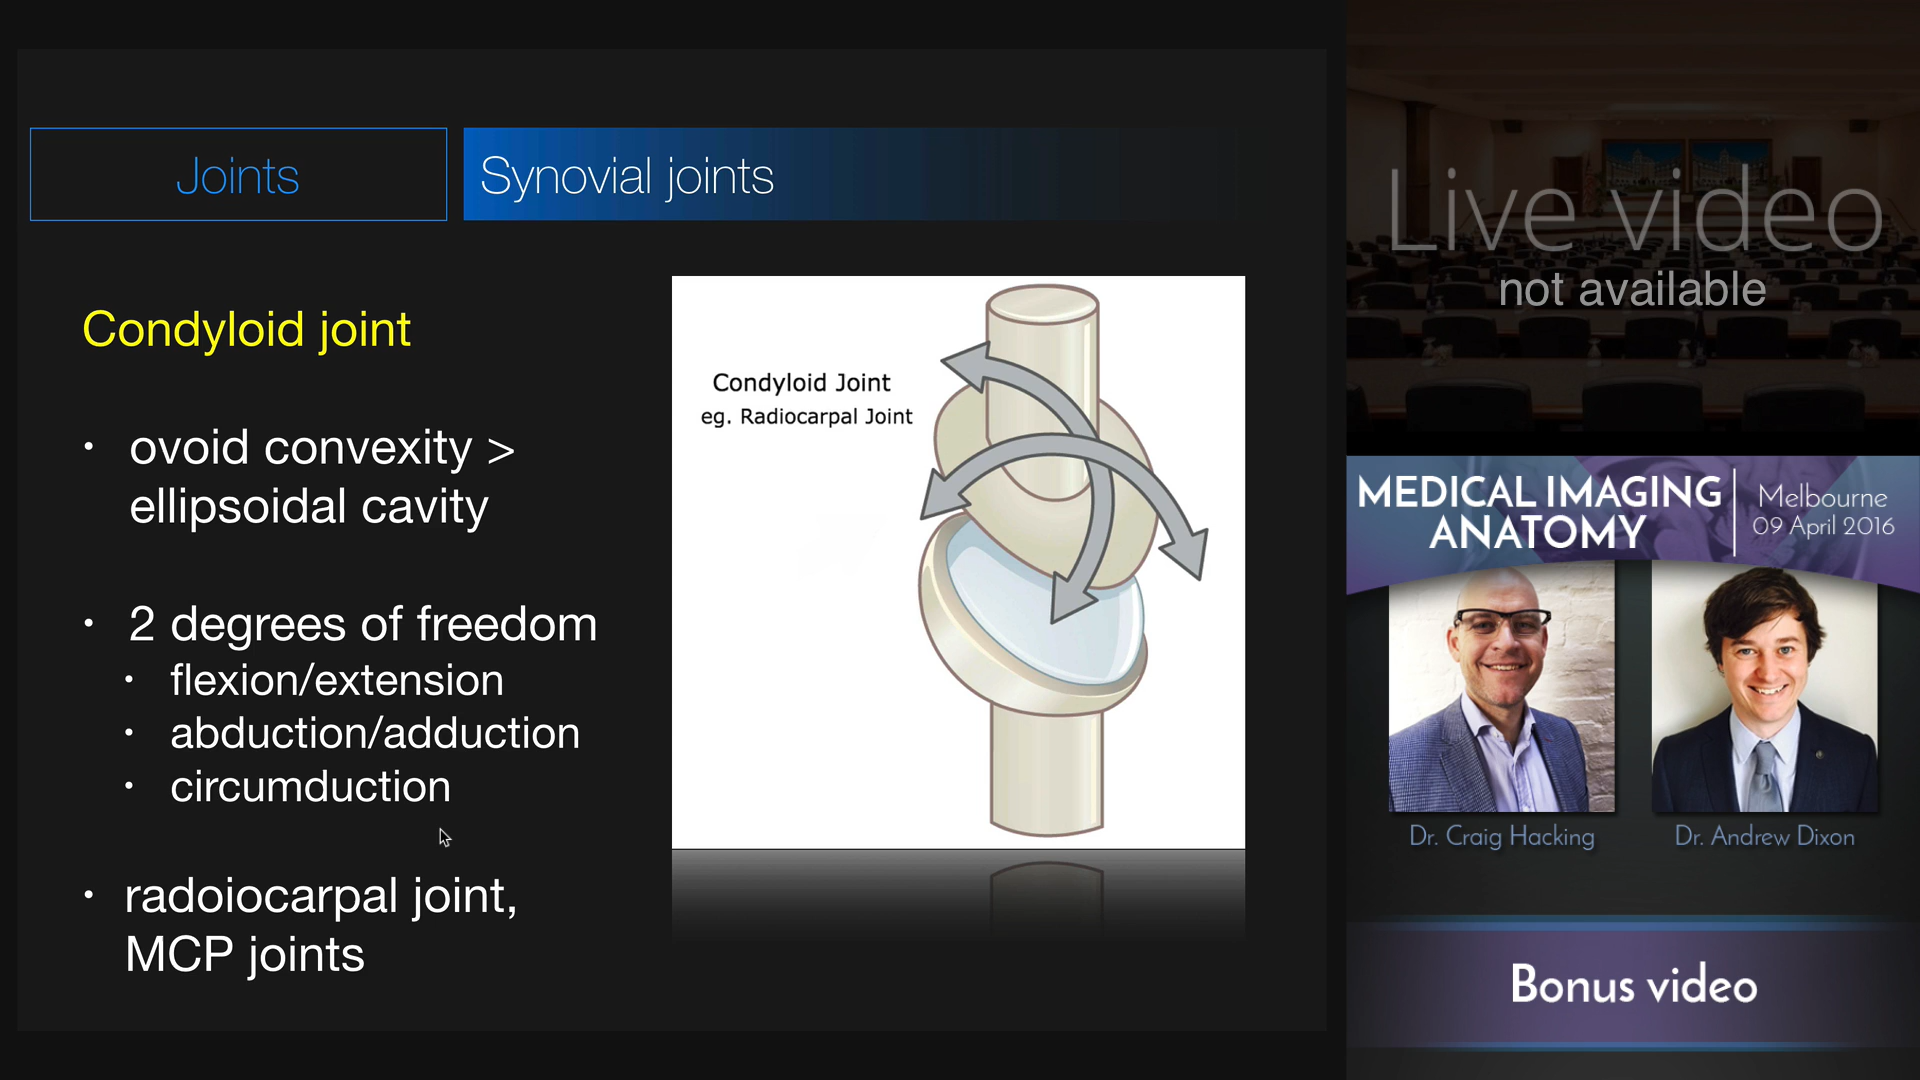 Joints
Synovial joints
Condyloid joint
• ovoid convexity >
ellipsoidal cavity
• 2 degrees of freedom
• flexion/extension
• abduction/adduction
• circumduction
• radoiocarpal joint,
MCP joints
Condyloid Joint
eg. Radiocarpal Joint
Live video
not available
MEDICAL IMAGING
ANATOMY
Melbourne
09 April 2016
Dr. Craig Hacking
Dr. Andrew Dixon
Bonus video